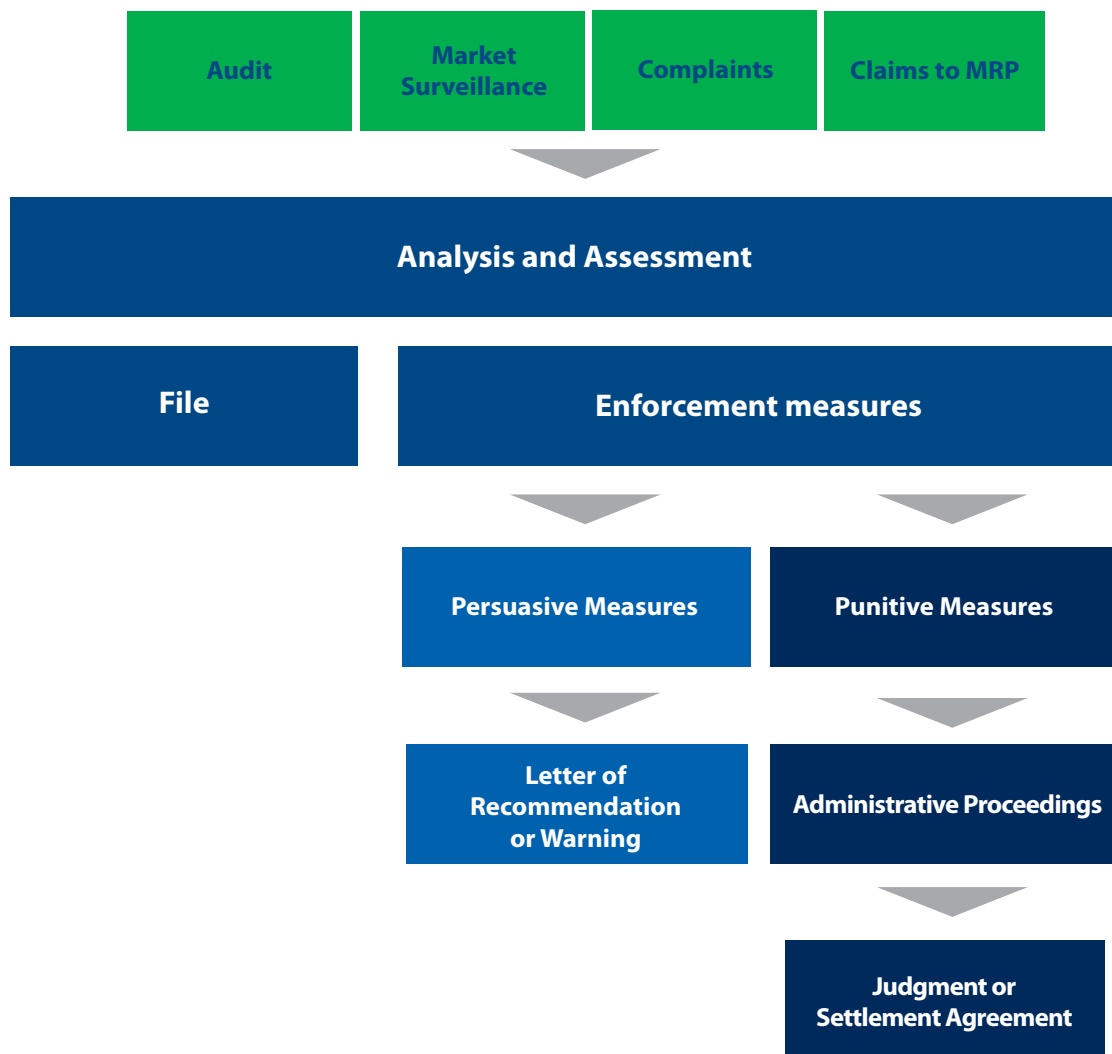 Audit
Market
Surveillance
Complaints
Claims to MRP
Analysis and Assessment
File
Enforcement measures
Persuasive Measures
Punitive Measures
Letter of
Recommendation
or Warning
Administrative Proceedings
Judgment or
Settlement Agreement